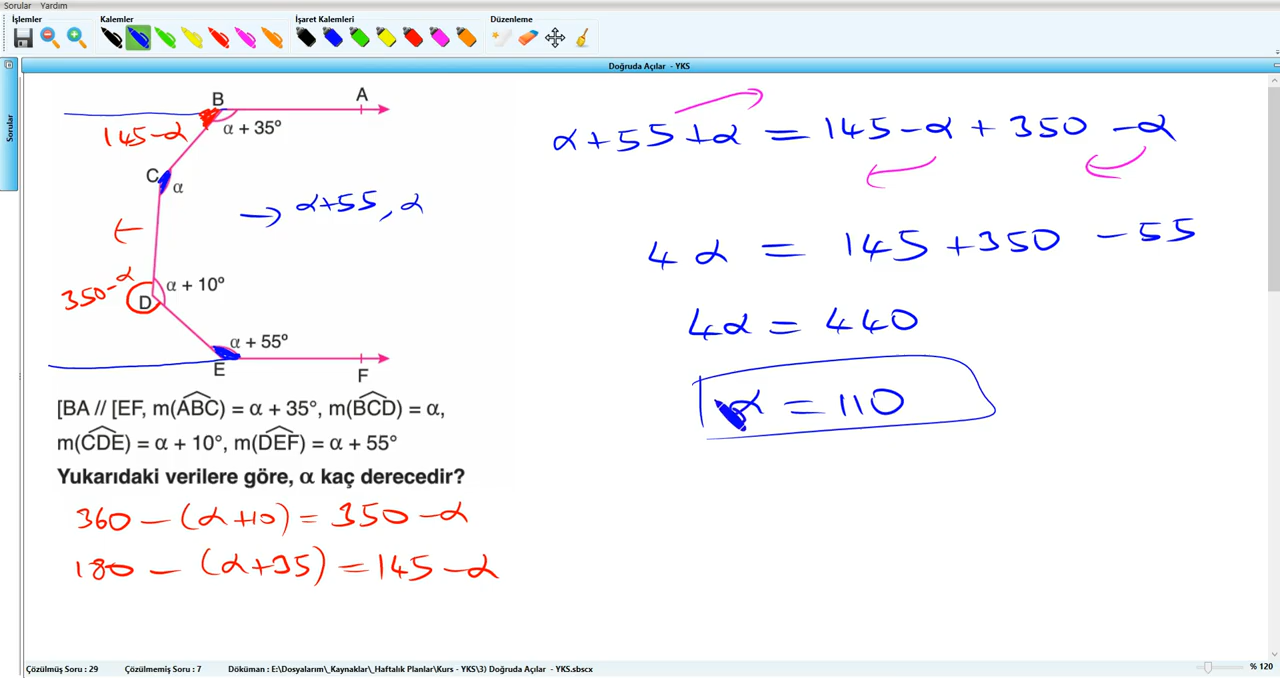 Sorular Yardım
İşlemler Kalemler İşaret Kalemleri Düzenleme
Doğruda Açılar - YKS
Sorular
B A
145-α α + 35°
C α
→ α+55, α
←
350-α D α + 10°
α + 55°
E F
[BA // [EF, m(ABC) = α + 35°, m(BCD) = α,
m(CDE) = α + 10°, m(DEF) = α + 55°
Yukarıdaki verilere göre, α kaç derecedir?
360 - (α+10) = 350 - α
180 - (α+35) = 145 - α
α+55+α = 145-α+350-α
4α = 145+350-55
4α = 440
α = 110
Çözülmüş Soru : 29 Çözülmemiş Soru : 7 Döküman : E:\Dosyalarım\_Kaynaklar\_Haftalık Planlar\Kurs - YKS\3) Doğruda Açılar - YKS.sbscx % 120